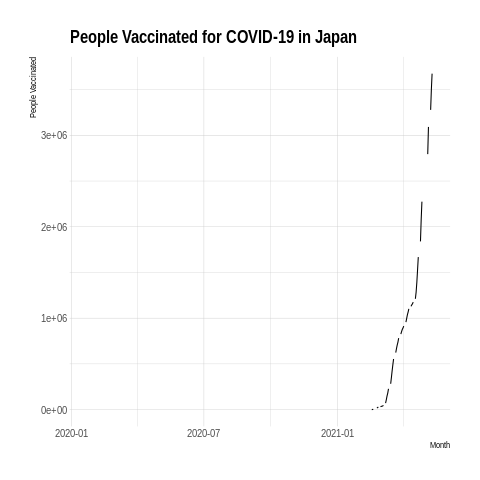 People Vaccinated for COVID-19 in Japan
People Vaccinated
3e+06
2e+06
1e+06
0e+00
2020-01 2020-07 2021-01
Month